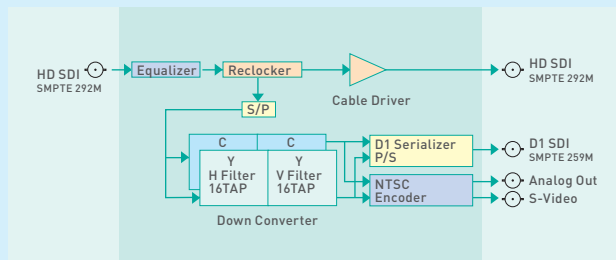 HD SDI
SMPTE 292M
Equalizer
Reclocker
Cable Driver
HD SDI
SMPTE 292M
S/P
C
C
Y
H Filter
16TAP
Y
V Filter
16TAP
Down Converter
D1 Serializer
P/S
D1 SDI
SMPTE 259M
NTSC
Encoder
Analog Out
S-Video